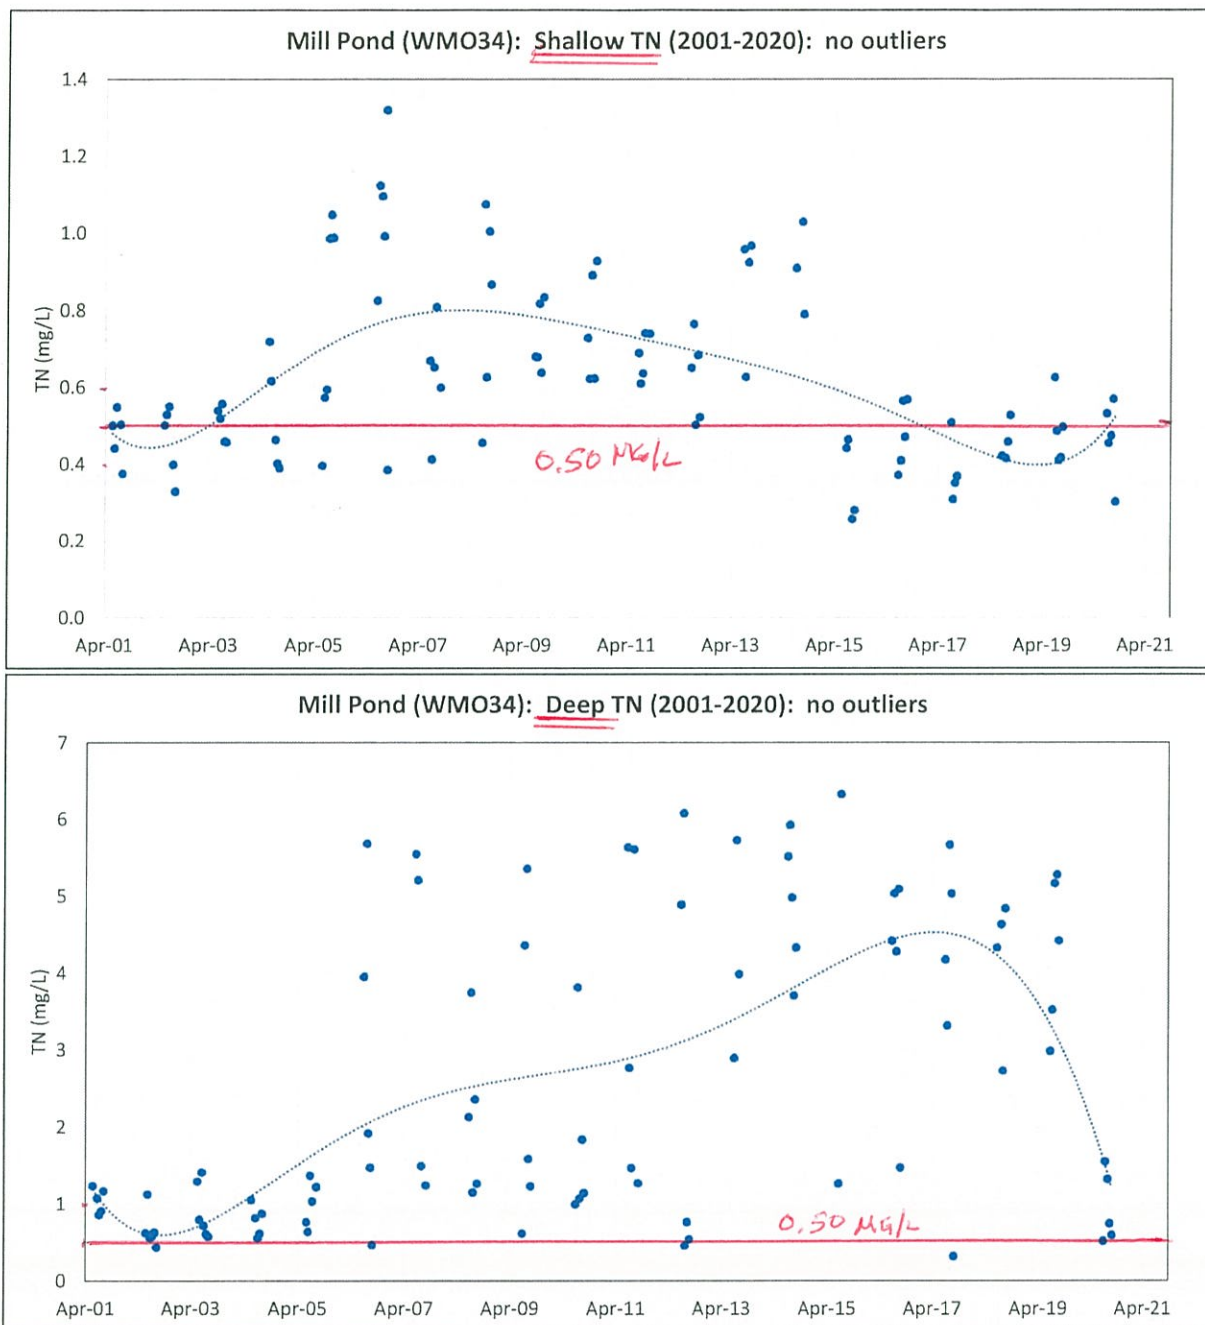 Mill Pond (WMO34): Shallow TN (2001-2020): no outliers
1.4
1.2
1.0
0.8
0.6
0.4
0.2
0.0
TN (mg/L)
0.50 MG/L
Apr-01 Apr-03 Apr-05 Apr-07 Apr-09 Apr-11 Apr-13 Apr-15 Apr-17 Apr-19 Apr-21
Mill Pond (WMO34): Deep TN (2001-2020): no outliers
7
6
5
4
3
2
1
0
TN (mg/L)
0.50 MG/L
Apr-01 Apr-03 Apr-05 Apr-07 Apr-09 Apr-11 Apr-13 Apr-15 Apr-17 Apr-19 Apr-21